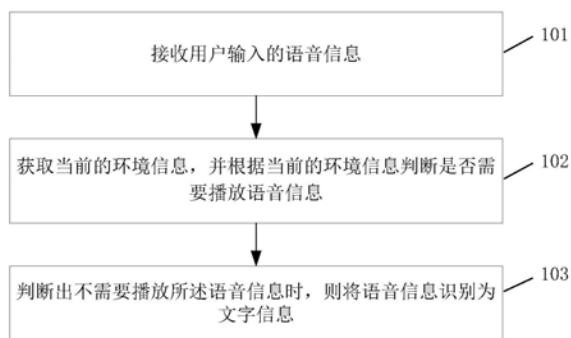 接收用户输入的语音信息
101
获取当前的环境信息，并根据当前的环境信息判断是否需
要播放语音信息
102
判断出不需要播放所述语音信息时，则将语音信息识别为
文字信息
103